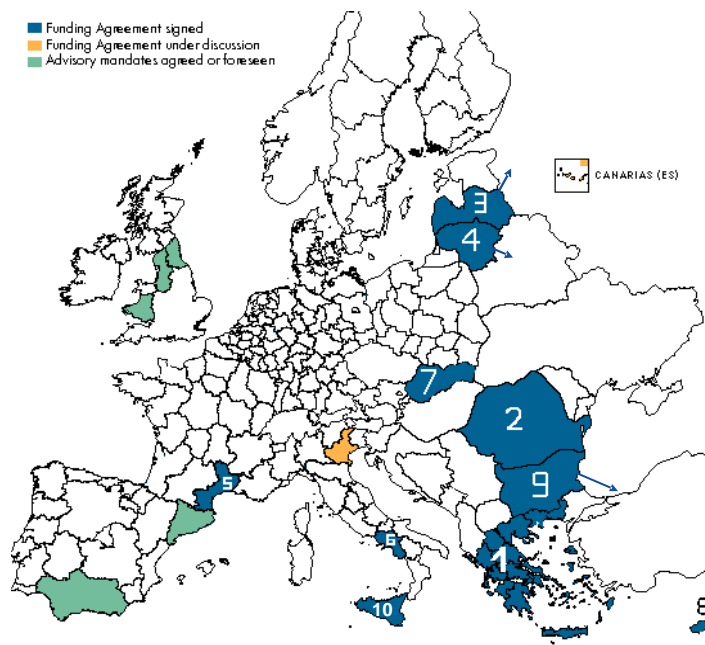 Funding Agreement signed
Funding Agreement under discussion
Advisory mandates agreed or foreseen
CANARIAS (ES)
3
4
7
2
5
9
6
1
10
8